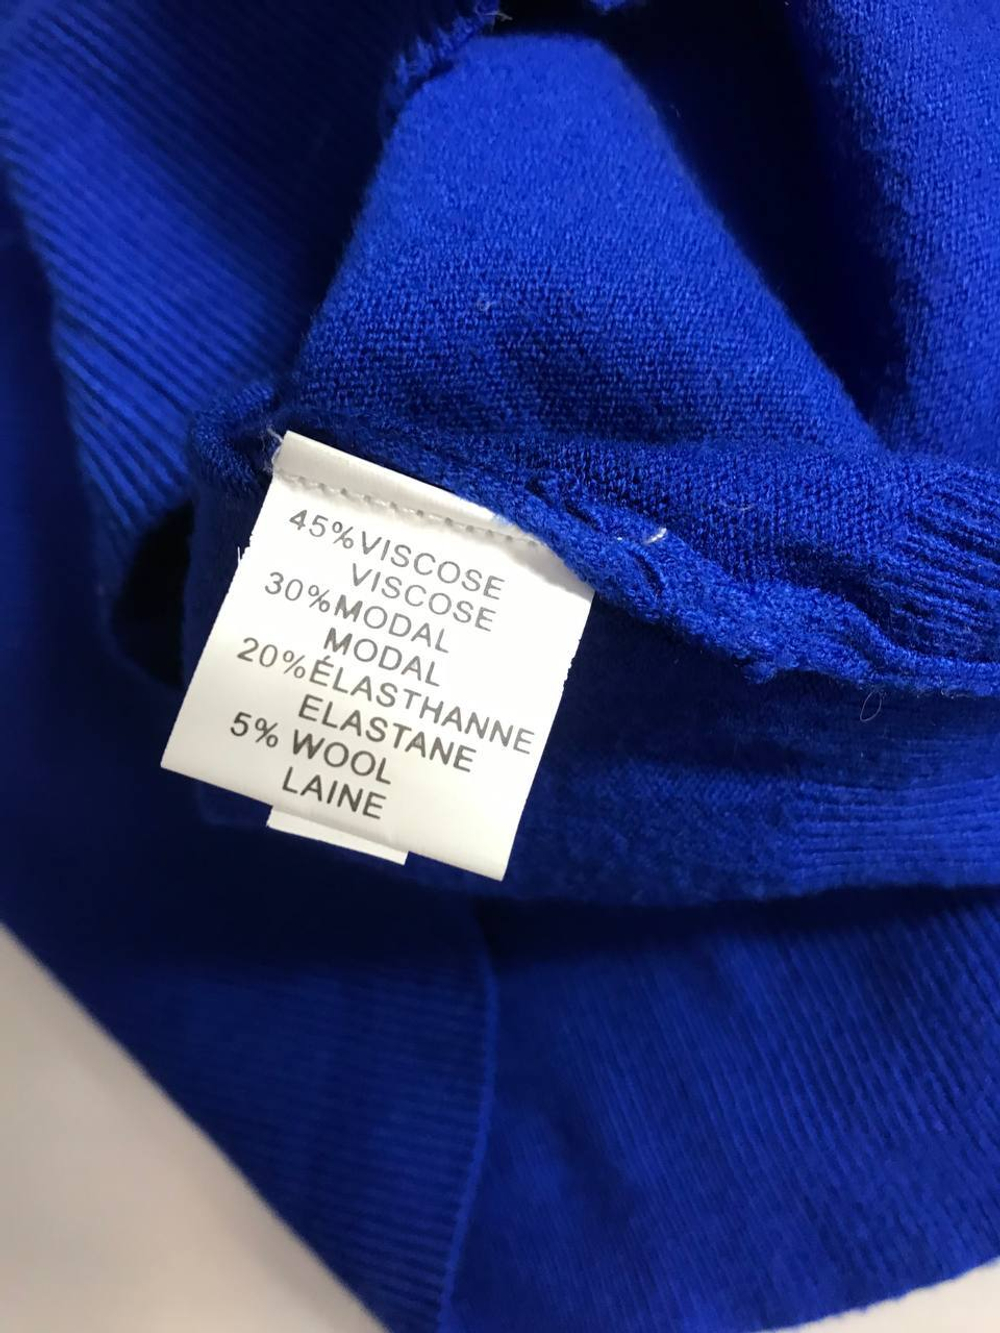 45%VISCOSE
VISCOSE
30%MODAL
MODAL
20%ÉLASTHANNE
ELASTANE
5% WOOL
LAINE